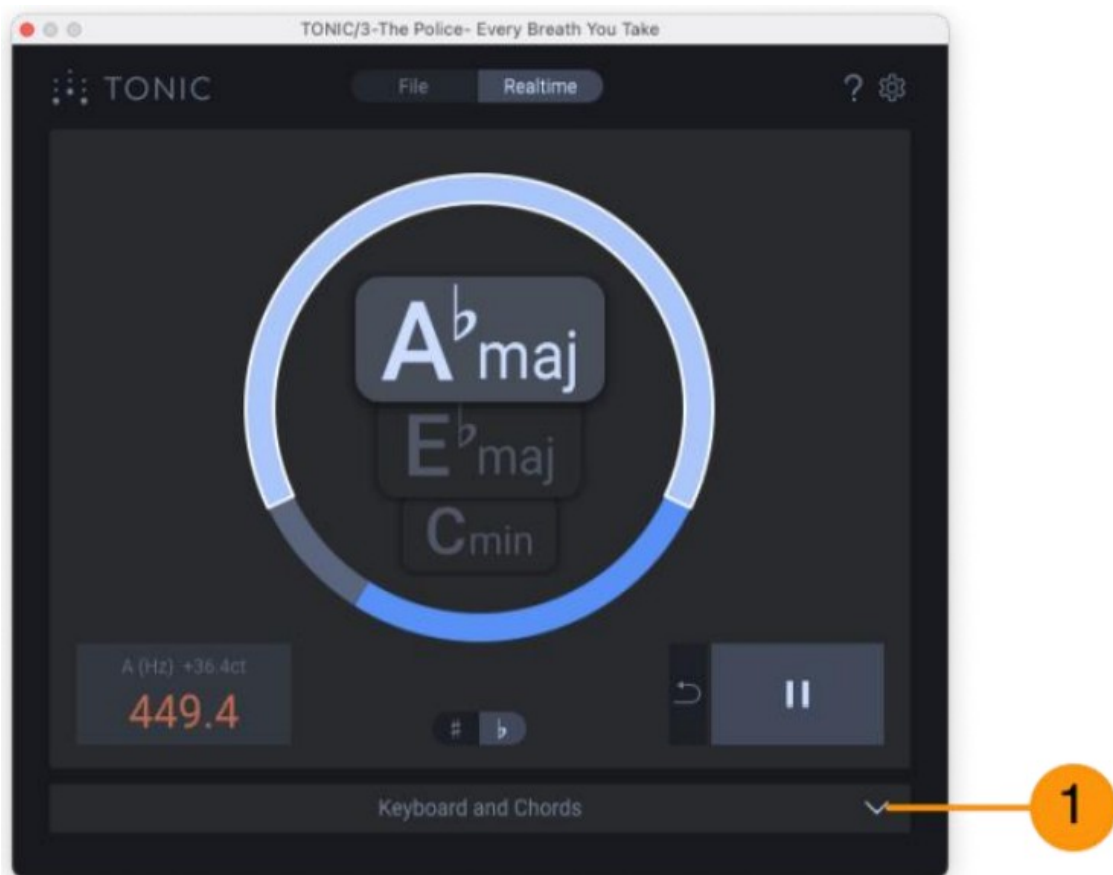 TONIC/3-The Police- Every Breath You Take
TONIC
File
Realtime
?
A♭maj
E♭maj
Cmin
A (Hz) +36.4ct
449.4
♯ ♭
Keyboard and Chords
1